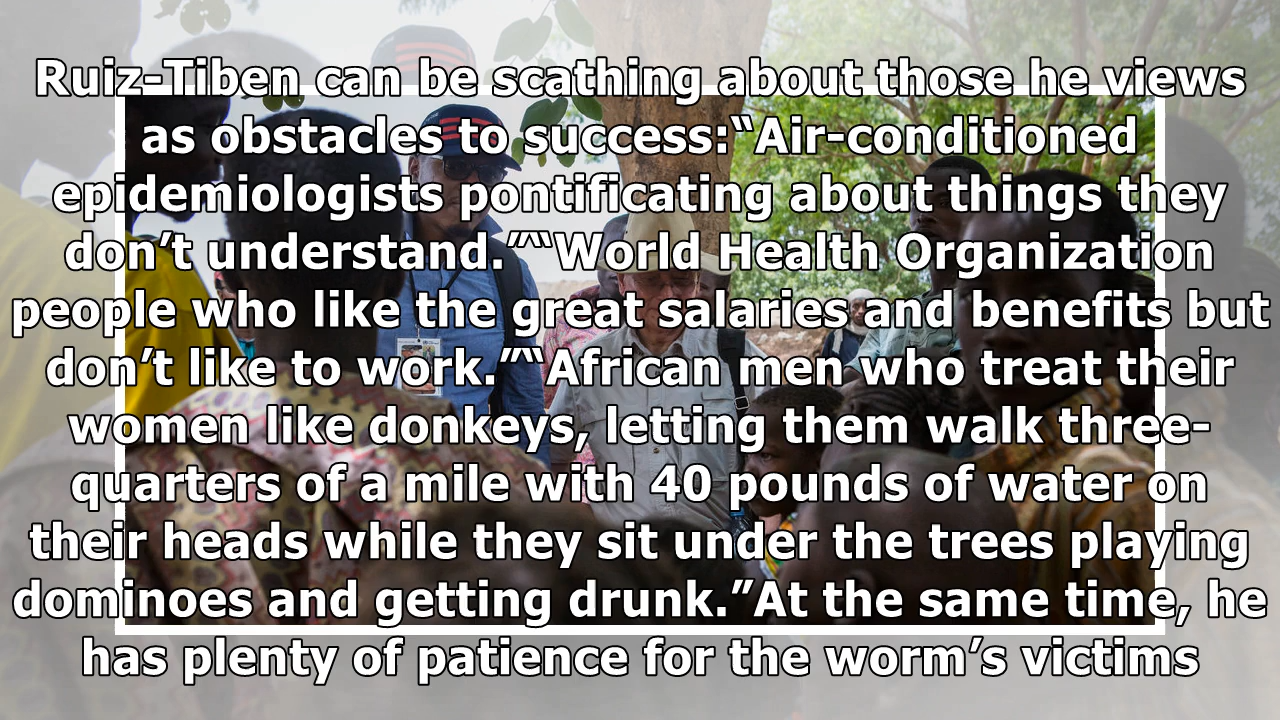 Ruiz-Tiben can be scathing about those he views
as obstacles to success:“Air-conditioned
epidemiologists pontificating about things they
don’t understand.”“World Health Organization
people who like the great salaries and benefits but
don’t like to work.”“African men who treat their
women like donkeys, letting them walk three-
quarters of a mile with 40 pounds of water on
their heads while they sit under the trees playing
dominoes and getting drunk.”At the same time, he
has plenty of patience for the worm’s victims